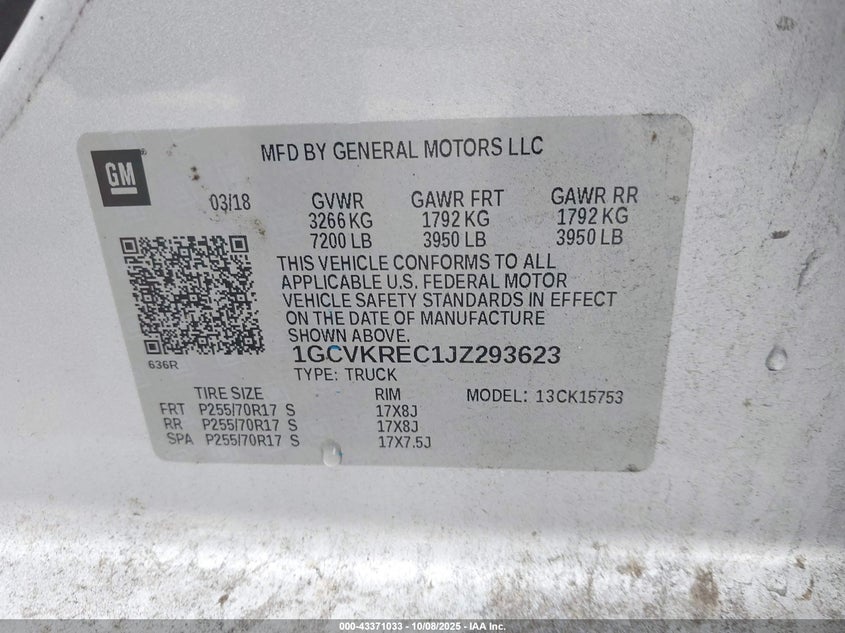 GM
MFD BY GENERAL MOTORS LLC
03/18 GVWR GAWR FRT GAWR RR
3266 KG 1792 KG 1792 KG
7200 LB 3950 LB 3950 LB
THIS VEHICLE CONFORMS TO ALL
APPLICABLE U.S. FEDERAL MOTOR
VEHICLE SAFETY STANDARDS IN EFFECT
ON THE DATE OF MANUFACTURE
SHOWN ABOVE.
1GCVKREC1JZ293623
636R
TYPE: TRUCK
TIRE SIZE RIM MODEL: 13CK15753
FRT P255/70R17 S 17X8J
RR P255/70R17 S 17X8J
SPA P255/70R17 S 17X7.5J
000-43371033 - 10/08/2025 - IAA Inc.